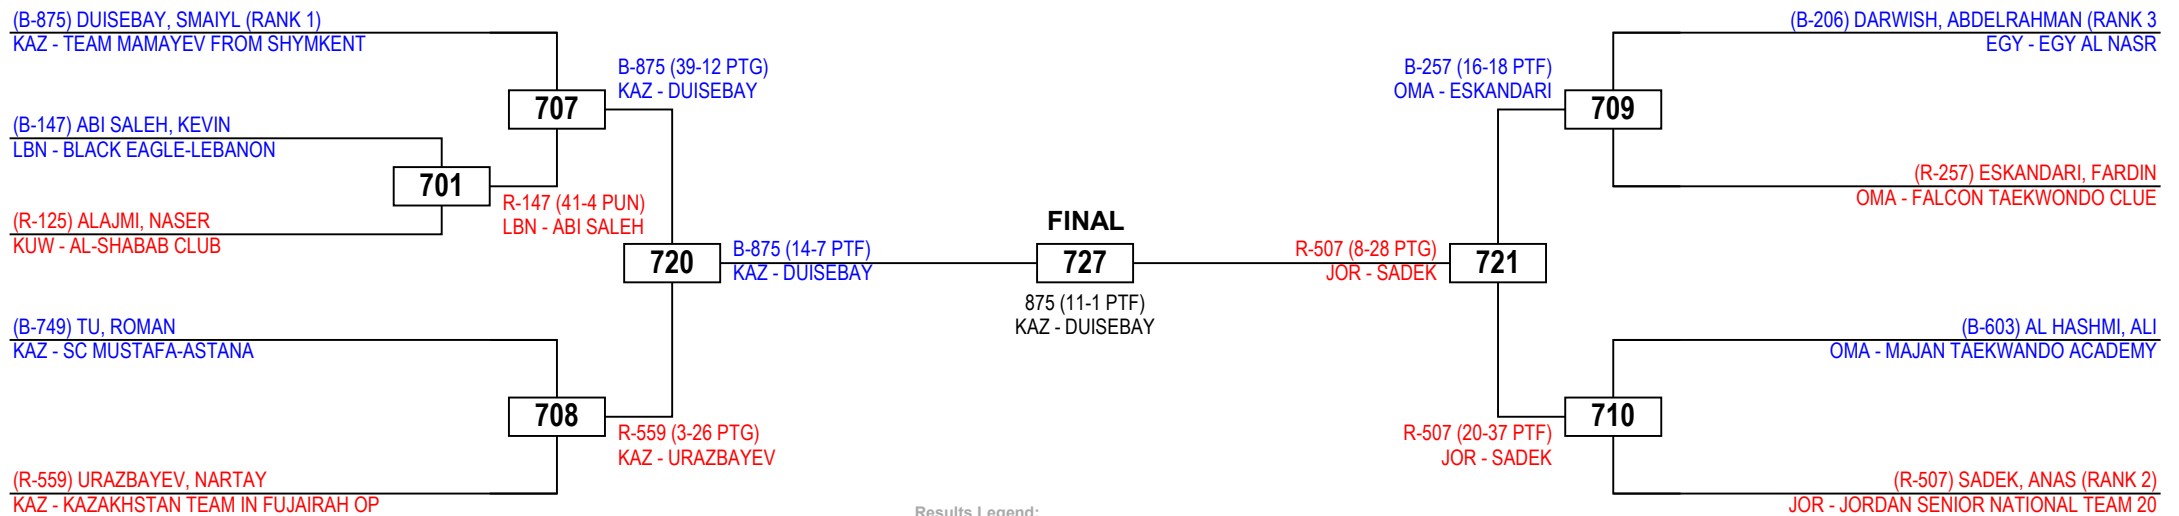 (B-875) DUISEBAY, SMAIYL (RANK 1)
KAZ - TEAM MAMAYEV FROM SHYMKENT
B-875 (39-12 PTG)
KAZ - DUISEBAY
707
(B-147) ABI SALEH, KEVIN
LBN - BLACK EAGLE-LEBANON
701
R-147 (41-4 PUN)
LBN - ABI SALEH
(R-125) ALAJMI, NASER
KUW - AL-SHABAB CLUB
720
B-875 (14-7 PTF)
KAZ - DUISEBAY
(B-749) TU, ROMAN
KAZ - SC MUSTAFA-ASTANA
708
R-559 (3-26 PTG)
KAZ - URAZBAYEV
(R-559) URAZBAYEV, NARTAY
KAZ - KAZAKHSTAN TEAM IN FUJAIRAH OP
FINAL
727
875 (11-1 PTF)
KAZ - DUISEBAY
Results Legend:
(B-206) DARWISH, ABDELRAHMAN (RANK 3
EGY - EGY AL NASR
B-257 (16-18 PTF)
OMA - ESKANDARI
709
(R-257) ESKANDARI, FARDIN
OMA - FALCON TAEKWONDO CLUE
R-507 (8-28 PTG)
JOR - SADEK
721
(B-603) AL HASHMI, ALI
OMA - MAJAN TAEKWANDO ACADEMY
710
R-507 (20-37 PTF)
JOR - SADEK
(R-507) SADEK, ANAS (RANK 2)
JOR - JORDAN SENIOR NATIONAL TEAM 20